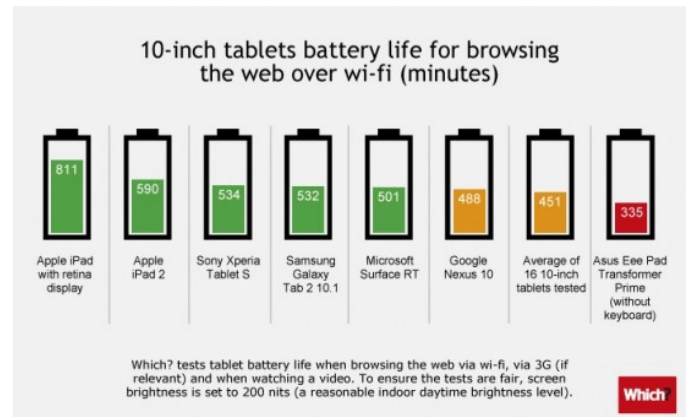 10-inch tablets battery life for browsing
the web over wi-fi (minutes)
811
590
534
532
501
488
451
335
Apple iPad
with retina
display
Apple
iPad 2
Sony Xperia
Tablet S
Samsung
Galaxy
Tab 2 10.1
Microsoft
Surface RT
Google
Nexus 10
Average of
16 10-inch
tablets tested
Asus Eee Pad
Transformer
Prime
(without
keyboard)
Which? tests tablet battery life when browsing the web via wi-fi, via 3G (if
relevant) and when watching a video. To ensure the tests are fair, screen
brightness is set to 200 nits (a reasonable indoor daytime brightness level).
Which?